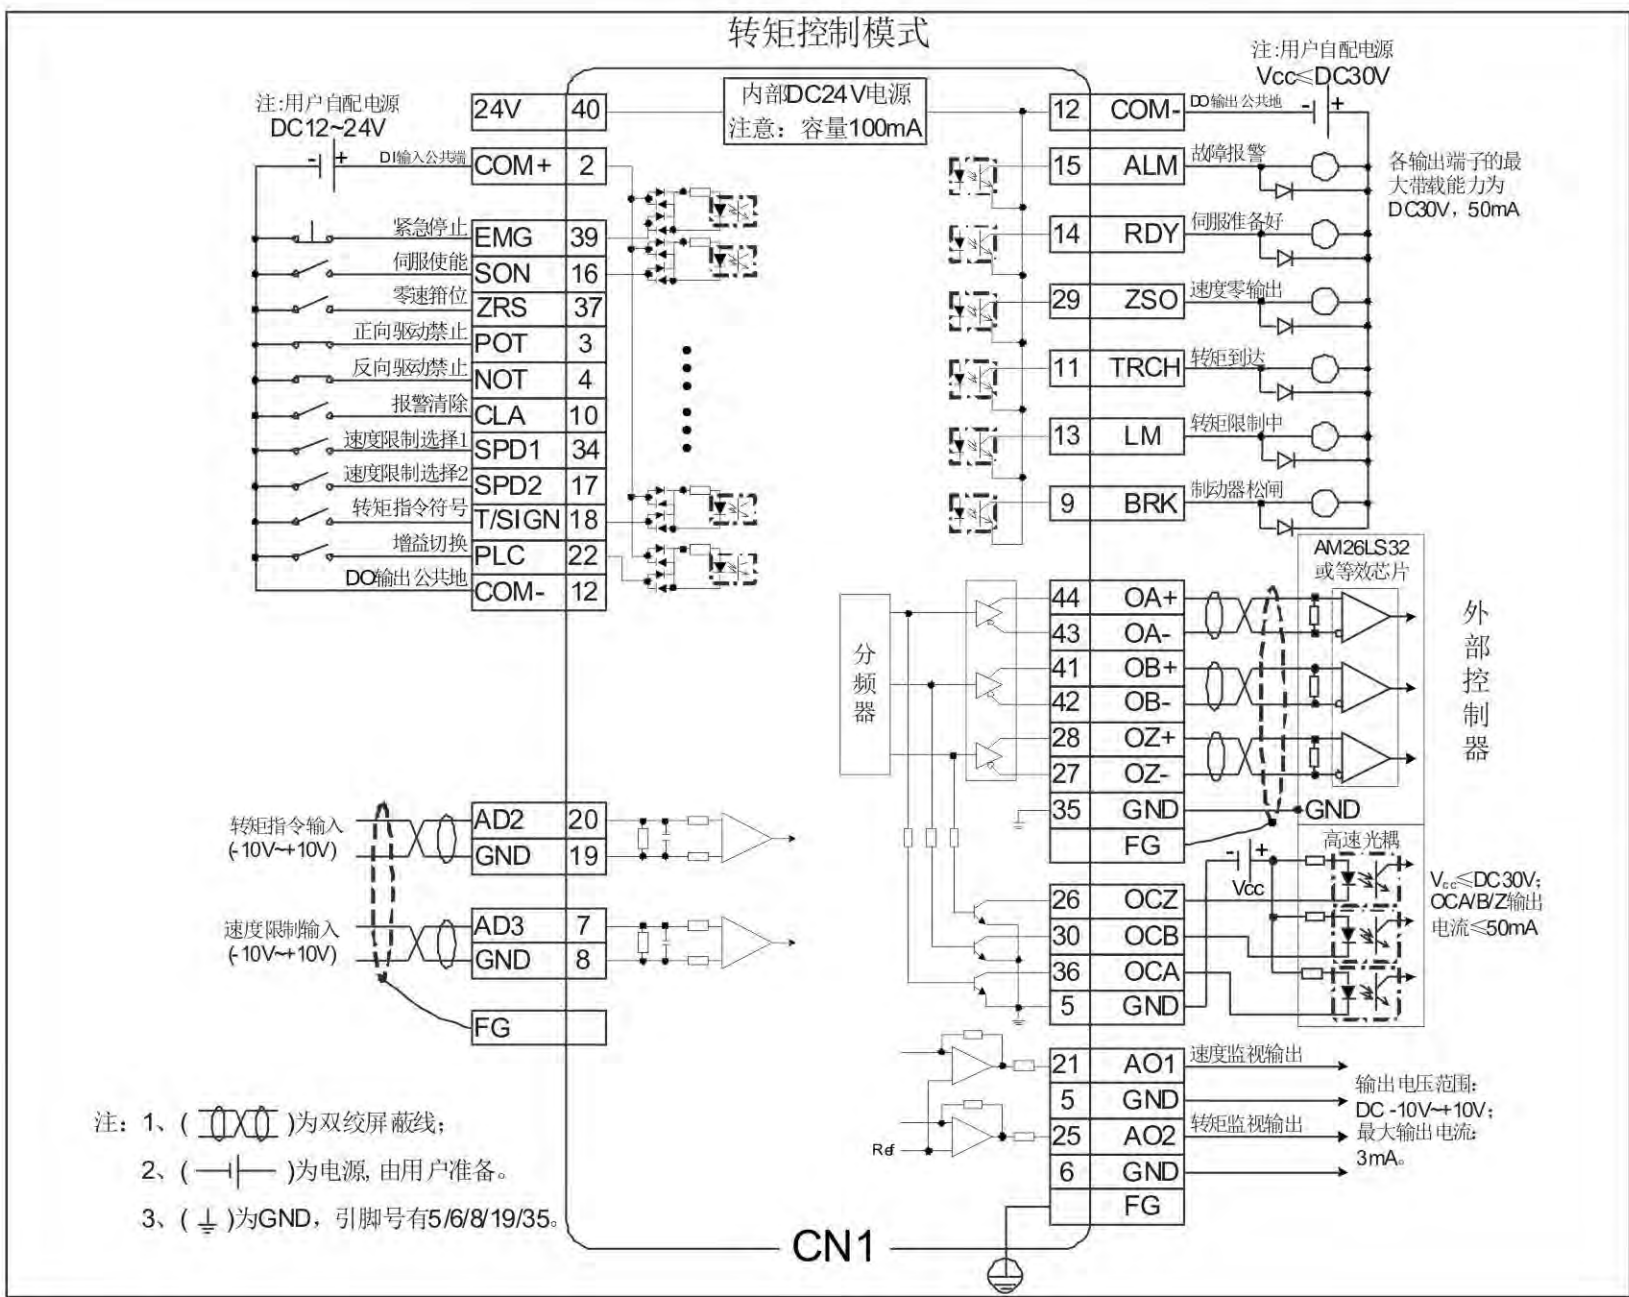 转矩控制模式
注:用户自配电源
DC12~24V
24V 40
内部DC24V电源
注意：容量100mA
12 COM- DO输出公共地
注:用户自配电源
Vcc≤DC30V
- + DI输入公共端 COM+ 2
15 ALM 故障报警
- +
各输出端子的最
大带载能力为
DC30V，50mA
紧急停止 EMG 39
14 RDY 伺服准备好
伺服使能 SON 16
零速箝位 ZRS 37
29 ZSO 速度零输出
正向驱动禁止 POT 3
反向驱动禁止 NOT 4
11 TRCH 转矩到达
报警清除 CLA 10
速度限制选择1 SPD1 34
13 LM 转矩限制中
速度限制选择2 SPD2 17
转矩指令符号 T/SIGN 18
9 BRK 制动器松闸
增益切换 PLC 22
DO输出公共地 COM- 12
AM26LS32
或等效芯片
分频器
44 OA+
43 OA-
41 OB+
42 OB-
28 OZ+
27 OZ-
35 GND GND
FG
外部控制器
转矩指令输入
(-10V~+10V)
AD2 20
GND 19
速度限制输入
(-10V~+10V)
AD3 7
GND 8
FG
高速光耦
- +
Vcc
26 OCZ
30 OCB
36 OCA
5 GND
Vcc≤DC30V；
OCA/B/Z输出
电流≤50mA
21 AO1 速度监视输出
5 GND
25 AO2 转矩监视输出
6 GND
FG
Ref
输出电压范围：
DC -10V~+10V；
最大输出电流：
3mA。
注：1、( )为双绞屏蔽线；
2、( )为电源, 由用户准备。
3、( )为GND，引脚号有5/6/8/19/35。
CN1